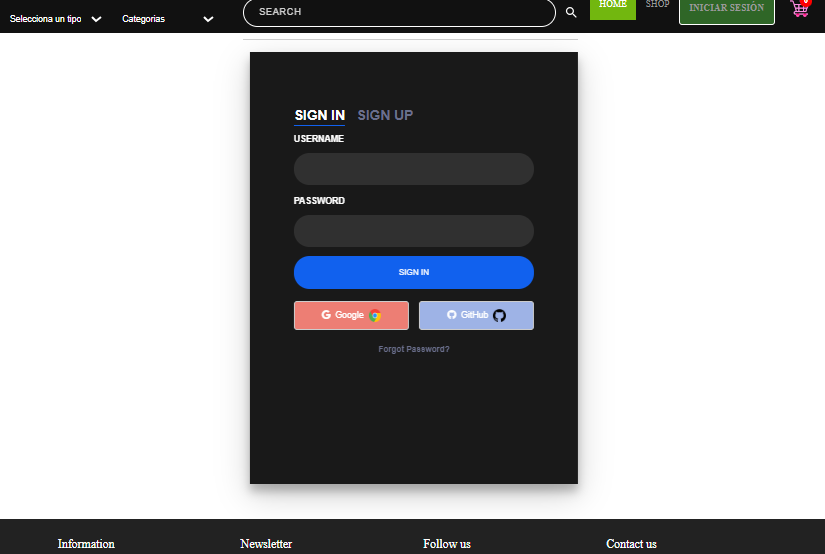 Selecciona un tipo
Categorias
SEARCH
HOME
SHOP
INICIAR SESIÓN
SIGN IN SIGN UP
USERNAME
PASSWORD
SIGN IN
Google
GitHub
Forgot Password?
Information
Newsletter
Follow us
Contact us